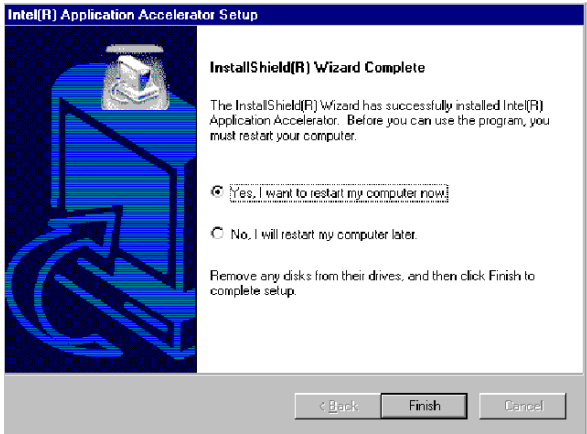 Intel(R) Application Accelerator Setup
InstallShield(R) Wizard Complete
The InstallShield(R) Wizard has successfully installed Intel(R)
Application Accelerator. Before you can use the program, you
must restart your computer.
Yes, I want to restart my computer now.
No, I will restart my computer later.
Remove any disks from their drives, and then click Finish to
complete setup.
< Back Finish Cancel